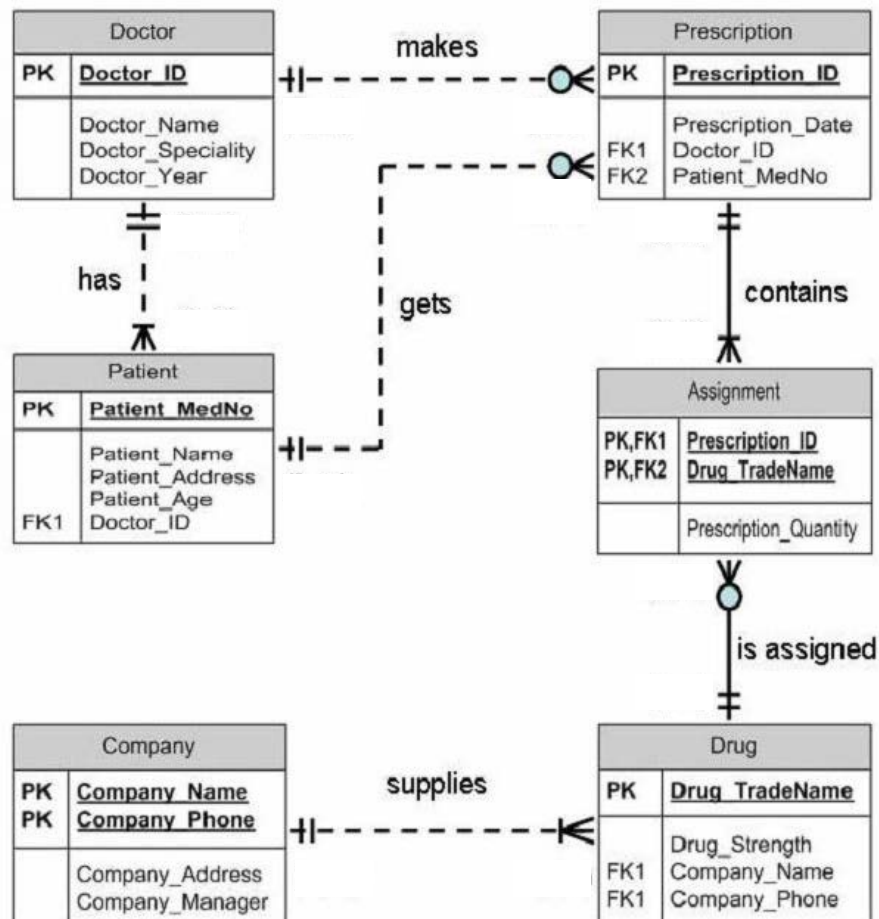 Doctor
PK Doctor_ID
Doctor_Name
Doctor_Speciality
Doctor_Year
makes
Prescription
PK Prescription_ID
Prescription_Date
FK1 Doctor_ID
FK2 Patient_MedNo
has
gets
contains
Patient
PK Patient_MedNo
Patient_Name
Patient_Address
Patient_Age
FK1 Doctor_ID
Assignment
PK,FK1 Prescription_ID
PK,FK2 Drug_TradeName
Prescription_Quantity
is assigned
Company
PK Company_Name
PK Company_Phone
Company_Address
Company_Manager
supplies
Drug
PK Drug_TradeName
Drug_Strength
FK1 Company_Name
FK1 Company_Phone